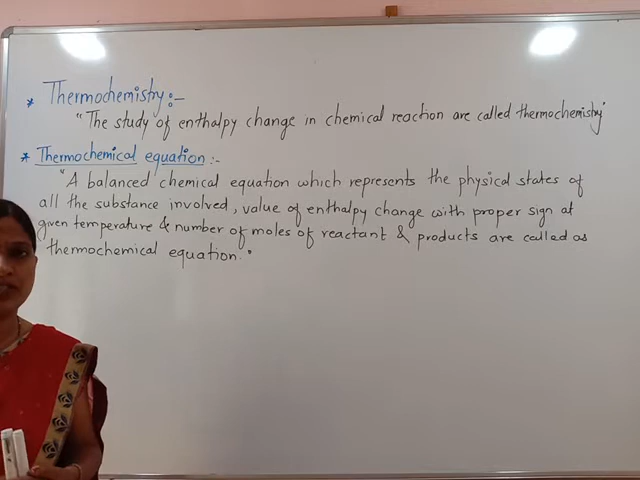 * Thermochemistry:-
"The study of enthalpy change in chemical reaction are called thermochemistry"
* Thermochemical equation:-
"A balanced chemical equation which represents the physical states of
all the substance involved, value of enthalpy change with proper sign at
given temperature & number of moles of reactant & products are called as
thermochemical equation."